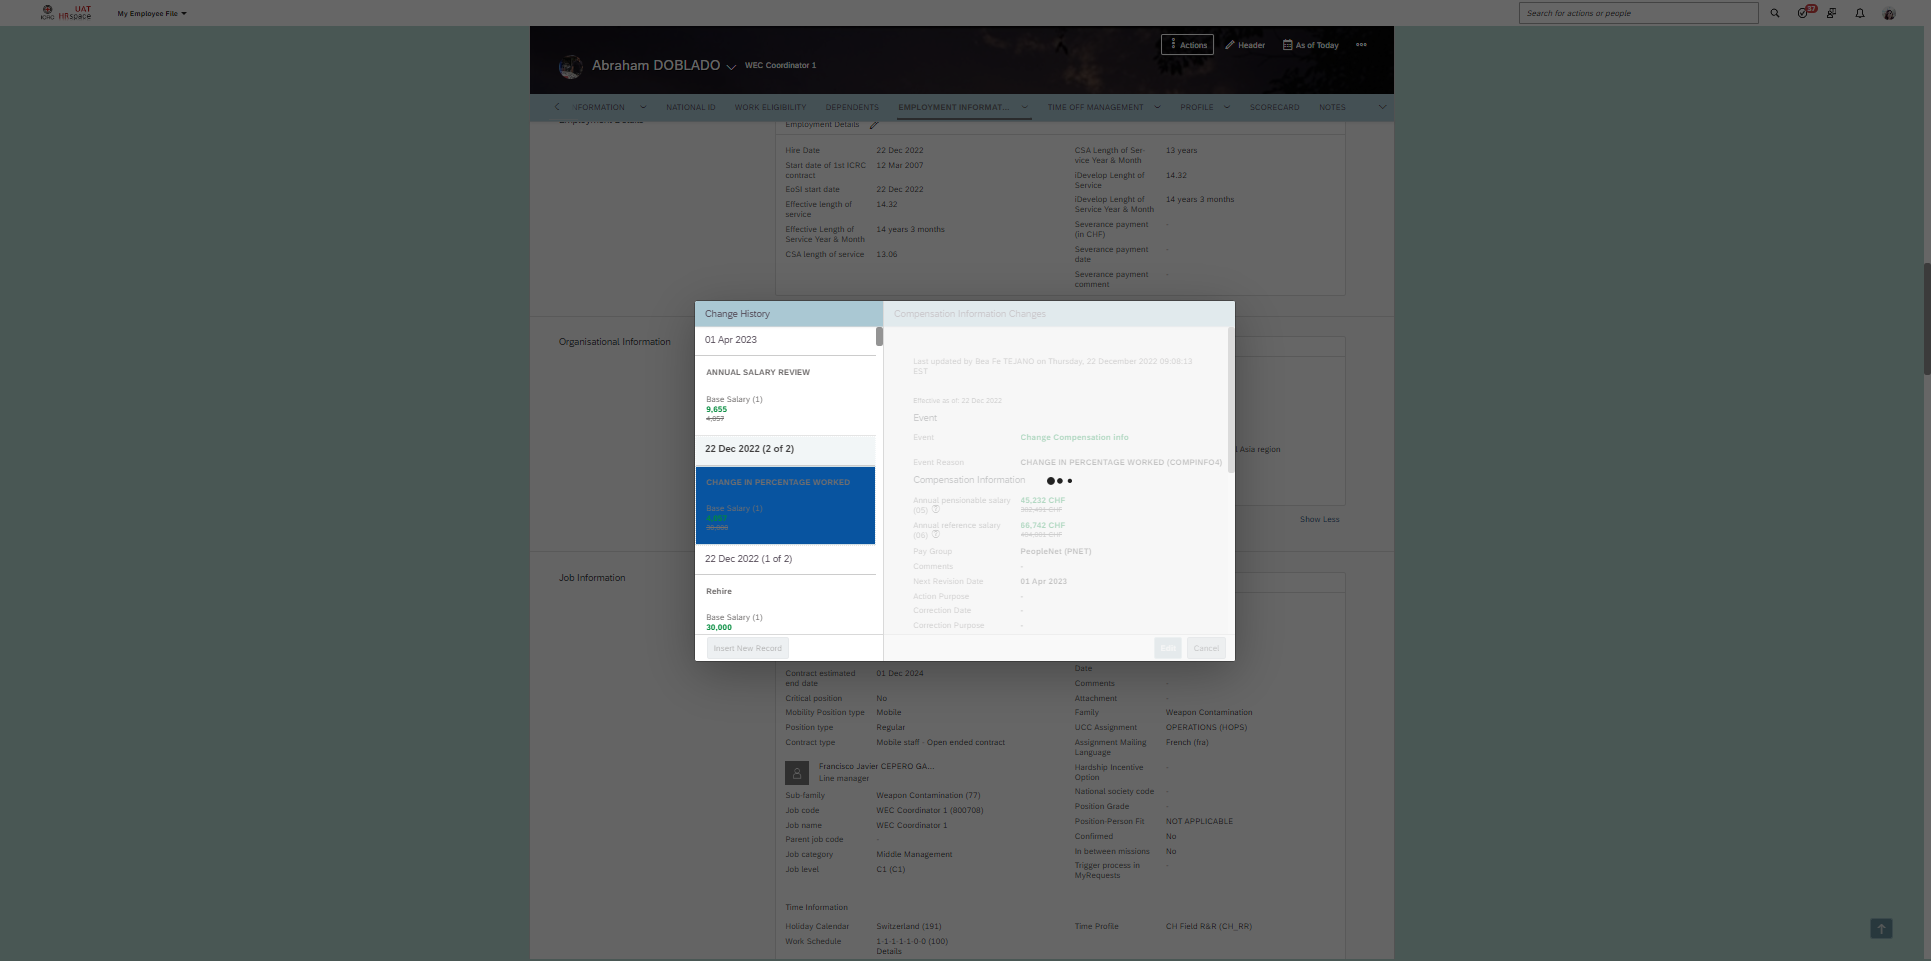 ICRC
UAT
HRspace
My Employee File
Search for actions or people
37
Actions
Header
As of Today
Abraham DOBLADO
WEC Coordinator 1
NATIONAL ID
WORK ELIGIBILITY
DEPENDENTS
EMPLOYMENT INFORMAT...
TIME OFF MANAGEMENT
PROFILE
SCORECARD
NOTES
Employment Details
Hire Date 22 Dec 2022
Start date of 1st ICRC
contract
12 Mar 2007
EoSI start date 22 Dec 2022
Effective length of
service
14.32
Effective Length of
Service Year & Month
14 years 3 months
CSA length of service 13.06
CSA Length of Ser-
vice Year & Month
13 years
iDevelop Lenght of
Service
14.32
iDevelop Lenght of
Service Year & Month
14 years 3 months
Severance payment
(in CHF)
-
Severance payment
date
-
Severance payment
comment
-
Organisational Information
Asia region
Show Less
Change History
01 Apr 2023
ANNUAL SALARY REVIEW
Base Salary (1)
9,655
4,857
22 Dec 2022 (2 of 2)
CHANGE IN PERCENTAGE WORKED
Base Salary (1)
4,857
30,000
22 Dec 2022 (1 of 2)
Rehire
Base Salary (1)
30,000
Insert New Record
Compensation Information Changes
Last updated by Bea Fe TEJANO on Thursday, 22 December 2022 09:08:13
EST
Effective as of: 22 Dec 2022
Event
Event Change Compensation info
Event Reason CHANGE IN PERCENTAGE WORKED (COMPINFO4)
Compensation Information
Annual pensionable salary
(05)
45,232 CHF
Annual reference salary
(06)
66,742 CHF
Pay Group PeopleNet (PNET)
Comments -
Next Revision Date 01 Apr 2023
Action Purpose -
Correction Date -
Correction Purpose -
Edit
Cancel
Job Information
Contract estimated
end date
01 Dec 2024
Critical position No
Mobility Position type Mobile
Position type Regular
Contract type Mobile staff - Open ended contract
Francisco Javier CEPERO GA...
Line manager
Sub-family Weapon Contamination (77)
Job code WEC Coordinator 1 (800708)
Job name WEC Coordinator 1
Parent job code -
Job category Middle Management
Job level C1 (C1)
Date
Comments -
Attachment -
Family Weapon Contamination
UCC Assignment OPERATIONS (HOPS)
Assignment Mailing
Language
French (fra)
Hardship Incentive
Option
-
National society code -
Position Grade -
Position-Person Fit NOT APPLICABLE
Confirmed No
In between missions No
Trigger process in
MyRequests
-
Time Information
Holiday Calendar Switzerland (191)
Work Schedule 1-1-1-1-1-0-0 (100)
Details
Time Profile CH Field R&R (CH_RR)